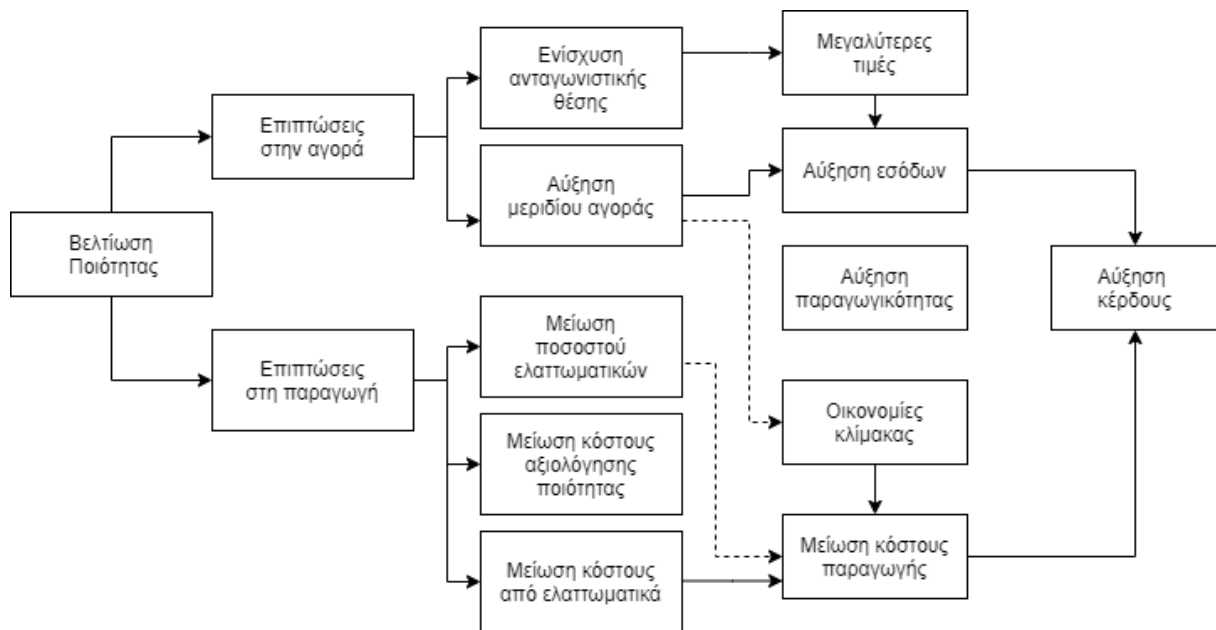 Βελτίωση
Ποιότητας
Επιπτώσεις
στην αγορά
Επιπτώσεις
στη παραγωγή
Ενίσχυση
ανταγωνιστικής
θέσης
Αύξηση
μεριδίου αγοράς
Μείωση
ποσοστού
ελαττωματικών
Μείωση κόστους
αξιολόγησης
ποιότητας
Μείωση κόστους
από ελαττωματικά
Μεγαλύτερες
τιμές
Αύξηση εσόδων
Αύξηση
παραγωγικότητας
Οικονομίες
κλίμακας
Μείωση κόστους
παραγωγής
Αύξηση
κέρδους